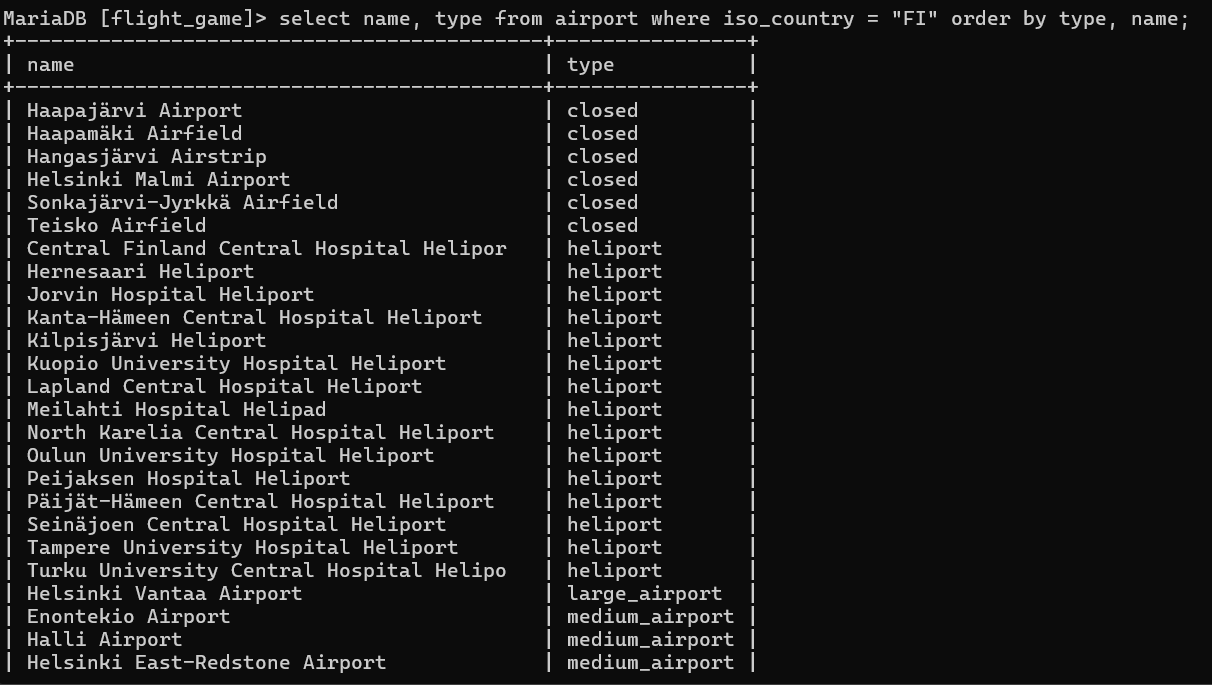 MariaDB [flight_game]> select name, type from airport where iso_country = "FI" order by type, name;
+--------------------------------------------+----------------+
| name                                       | type           |
+--------------------------------------------+----------------+
| Haapajärvi Airport                         | closed         |
| Haapamäki Airfield                         | closed         |
| Hangasjärvi Airstrip                       | closed         |
| Helsinki Malmi Airport                     | closed         |
| Sonkajärvi-Jyrkkä Airfield                 | closed         |
| Teisko Airfield                            | closed         |
| Central Finland Central Hospital Helipor   | heliport       |
| Hernesaari Heliport                        | heliport       |
| Jorvin Hospital Heliport                   | heliport       |
| Kanta-Hämeen Central Hospital Heliport     | heliport       |
| Kilpisjärvi Heliport                       | heliport       |
| Kuopio University Hospital Heliport        | heliport       |
| Lapland Central Hospital Heliport          | heliport       |
| Meilahti Hospital Helipad                  | heliport       |
| North Karelia Central Hospital Heliport    | heliport       |
| Oulun University Hospital Heliport         | heliport       |
| Peijaksen Hospital Heliport                | heliport       |
| Päijät-Hämeen Central Hospital Heliport    | heliport       |
| Seinäjoen Central Hospital Heliport        | heliport       |
| Tampere University Hospital Heliport       | heliport       |
| Turku University Central Hospital Helipo   | heliport       |
| Helsinki Vantaa Airport                    | large_airport  |
| Enontekio Airport                          | medium_airport |
| Halli Airport                              | medium_airport |
| Helsinki East-Redstone Airport             | medium_airport |